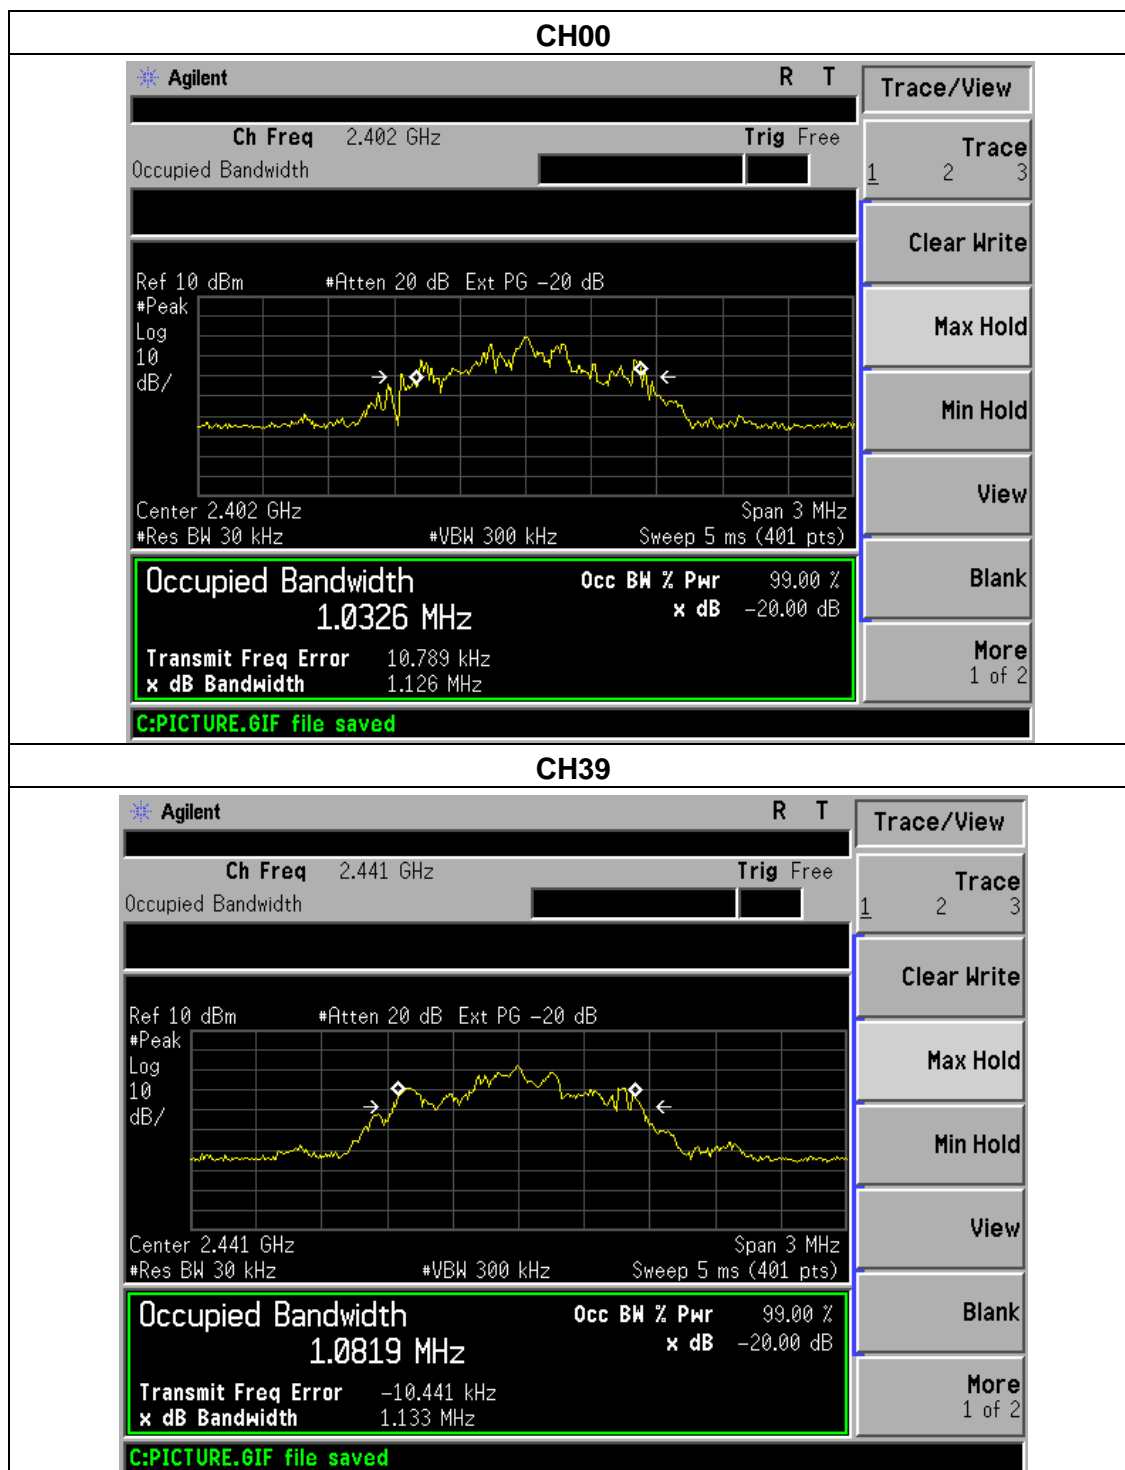 CH00
Agilent R T Trace/View
Ch Freq 2.402 GHz Trig Free
Occupied Bandwidth
Trace
1 2 3
Clear Write
Ref 10 dBm #Atten 20 dB Ext PG -20 dB
#Peak
Log
10
dB/
Max Hold
Min Hold
View
Center 2.402 GHz Span 3 MHz
#Res BW 30 kHz #VBW 300 kHz Sweep 5 ms (401 pts)
Occupied Bandwidth Occ BW % Pwr 99.00 %
1.0326 MHz x dB -20.00 dB
Blank
Transmit Freq Error 10.789 kHz
x dB Bandwidth 1.126 MHz
More
1 of 2
C:PICTURE.GIF file saved
CH39
Agilent R T Trace/View
Ch Freq 2.441 GHz Trig Free
Occupied Bandwidth
Trace
1 2 3
Clear Write
Ref 10 dBm #Atten 20 dB Ext PG -20 dB
#Peak
Log
10
dB/
Max Hold
Min Hold
View
Center 2.441 GHz Span 3 MHz
#Res BW 30 kHz #VBW 300 kHz Sweep 5 ms (401 pts)
Occupied Bandwidth Occ BW % Pwr 99.00 %
1.0819 MHz x dB -20.00 dB
Blank
Transmit Freq Error -10.441 kHz
x dB Bandwidth 1.133 MHz
More
1 of 2
C:PICTURE.GIF file saved